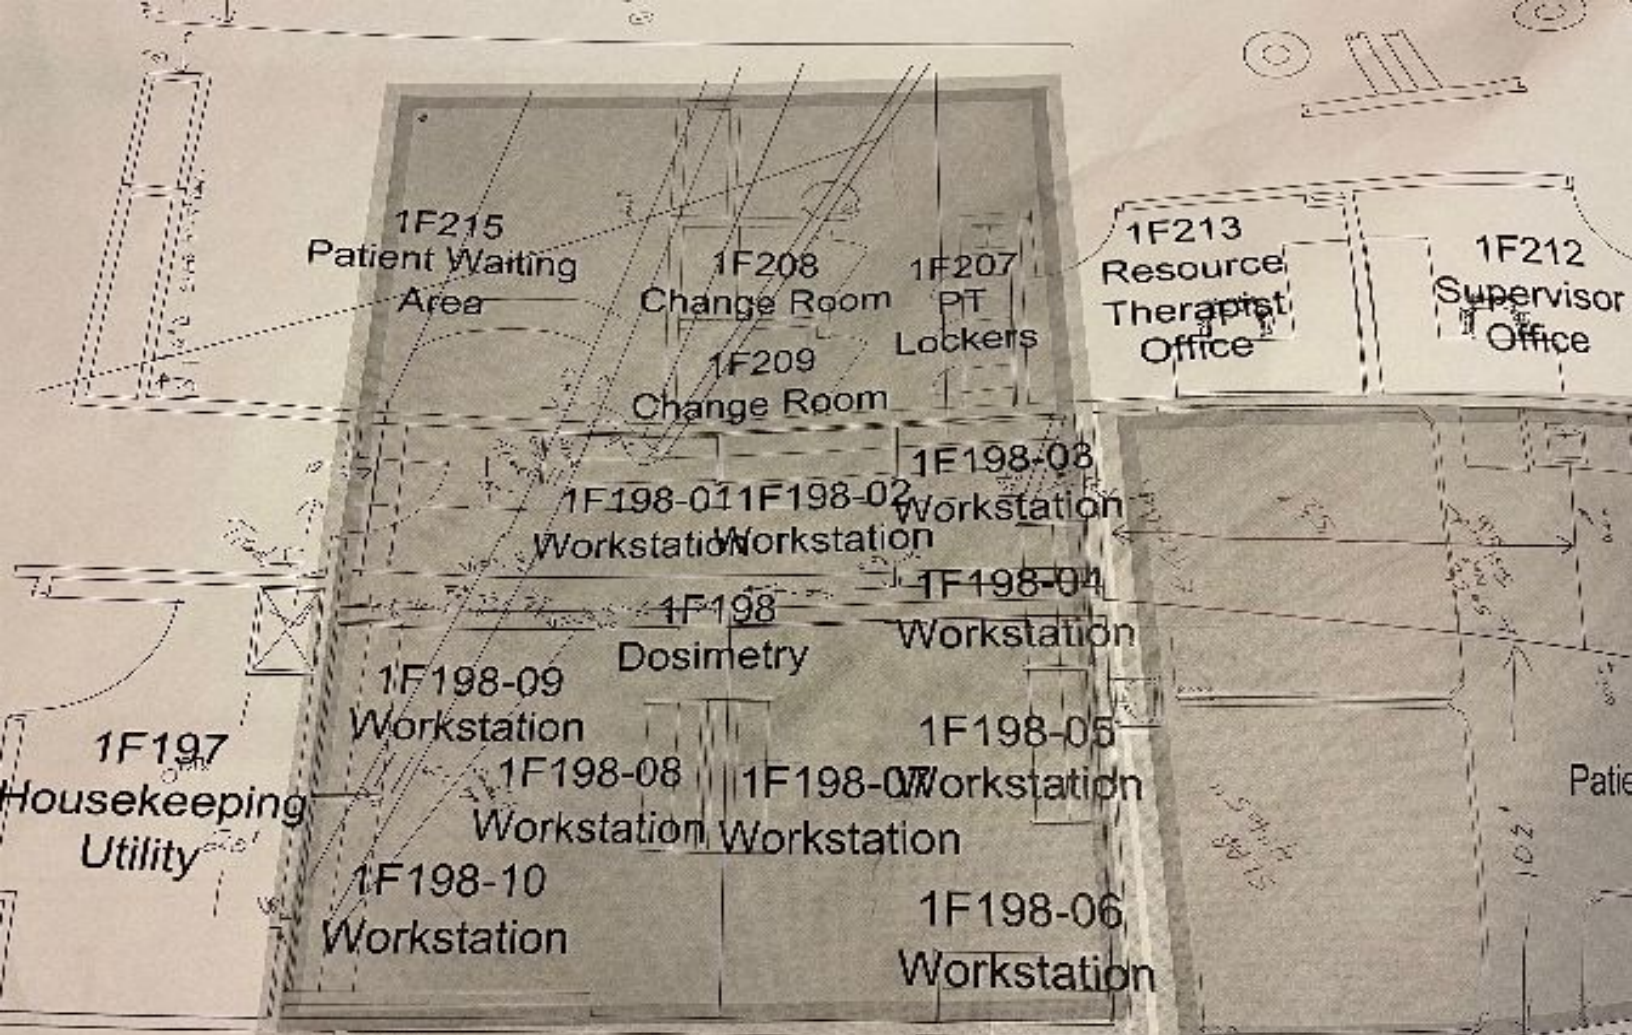 1F215
Patient Waiting
Area
1F208
Change Room
1F209
Change Room
1F207
PT
Lockers
1F213
Resource
Therapist
Office
1F212
Supervisor
Office
1F198-01
Workstation
1F198-02
Workstation
1F198-03
Workstation
1F198-04
Workstation
1F198
Dosimetry
1F198-09
Workstation
1F198-08
Workstation
1F198-07
Workstation
1F198-05
Workstation
1F197
Housekeeping
Utility
1F198-10
Workstation
1F198-06
Workstation
102'